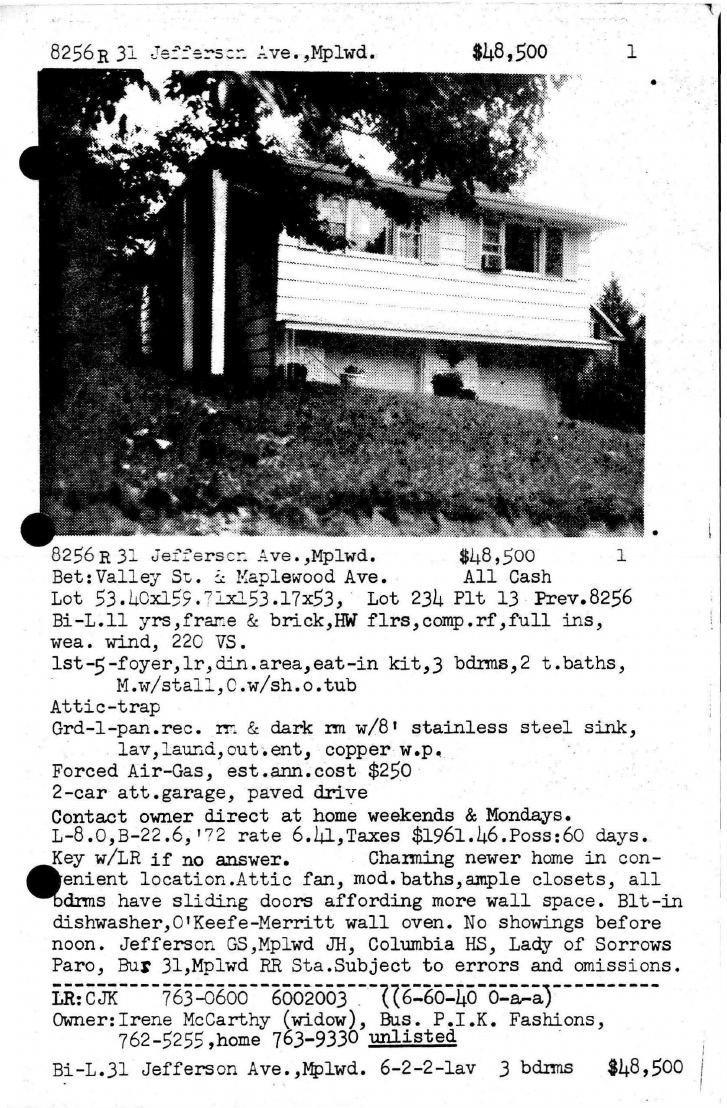 8256 R 31 Jefferson Ave.,Mplwd. $48,500 1
8256 R 31 Jefferson Ave.,Mplwd. $48,500 1
Bet:Valley St. & Maplewood Ave. All Cash
Lot 53.40x159.71x153.17x53, Lot 234 Plt 13 Prev.8256
Bi-L.11 yrs,frame & brick,HW flrs,comp.rf,full ins,
wea. wind, 220 VS.
1st-5-foyer,lr,din.area,eat-in kit,3 bdrms,2 t.baths,
M.w/stall,O.w/sh.o.tub
Attic-trap
Grd-1-pan.rec. rm & dark rm w/8' stainless steel sink,
lav,laund,out.ent, copper w.p.
Forced Air-Gas, est.ann.cost $250
2-car att.garage, paved drive
Contact owner direct at home weekends & Mondays.
L-8.0,B-22.6,'72 rate 6.41,Taxes $1961.46.Poss:60 days.
Key w/LR if no answer. Charming newer home in con-
venient location.Attic fan, mod.baths,ample closets, all
bdrms have sliding doors affording more wall space. Blt-in
dishwasher,O'Keefe-Merritt wall oven. No showings before
noon. Jefferson GS,Mplwd JH, Columbia HS, Lady of Sorrows
Paro, Bus 31,Mplwd RR Sta.Subject to errors and omissions.
LR:CJK 763-0600 6002003 ((6-60-40 O-a-a)
Owner:Irene McCarthy (widow), Bus. P.I.K. Fashions,
762-5255,home 763-9330 unlisted
Bi-L.31 Jefferson Ave.,Mplwd. 6-2-2-lav 3 bdrms $48,500